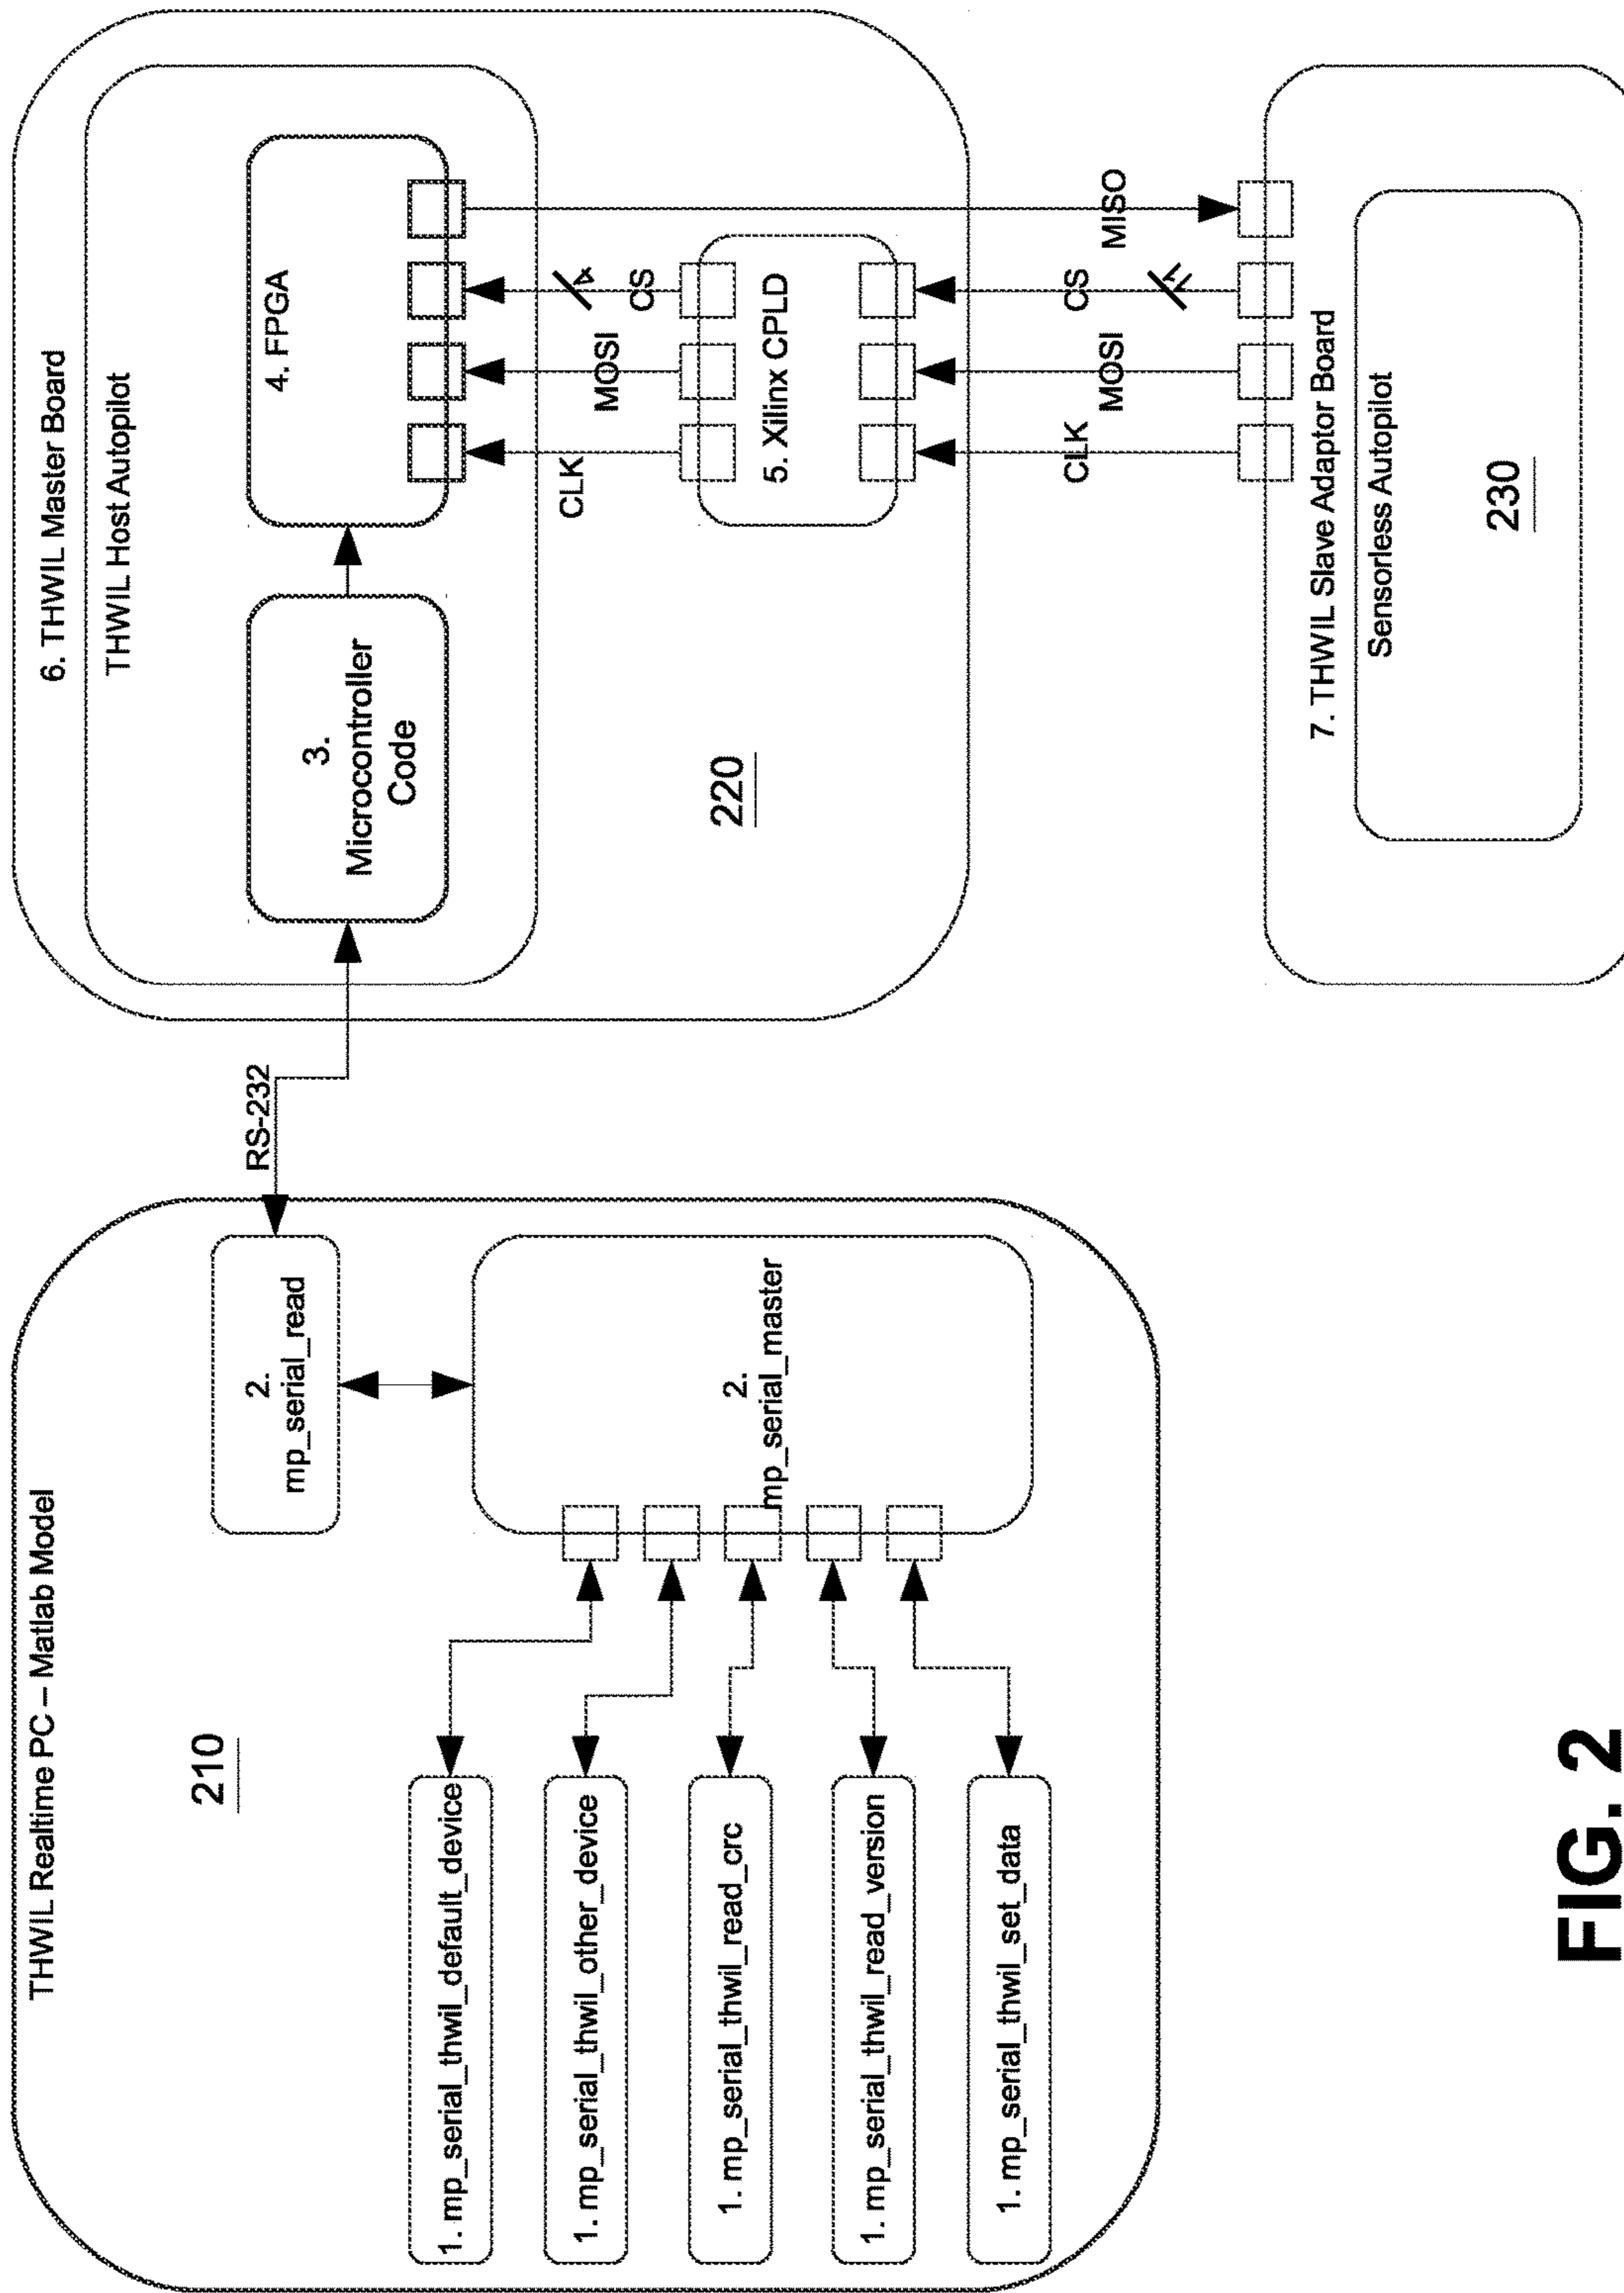 THWIL Realtime PC – Matlab Model
210
2.
mp_serial_read
RS-232
1. mp_serial_thwil_default_device
1. mp_serial_thwil_other_device
1. mp_serial_thwil_read_crc
1. mp_serial_thwil_read_version
1. mp_serial_thwil_set_data
2.
mp_serial_master
6. THWIL Master Board
THWIL Host Autopilot
3.
Microcontroller
Code
4. FPGA
CLK
MOSI
4
CS
220
5. Xilinx CPLD
CLK
MOSI
CS
11
MISO
7. THWIL Slave Adaptor Board
Sensorless Autopilot
230
FIG. 2